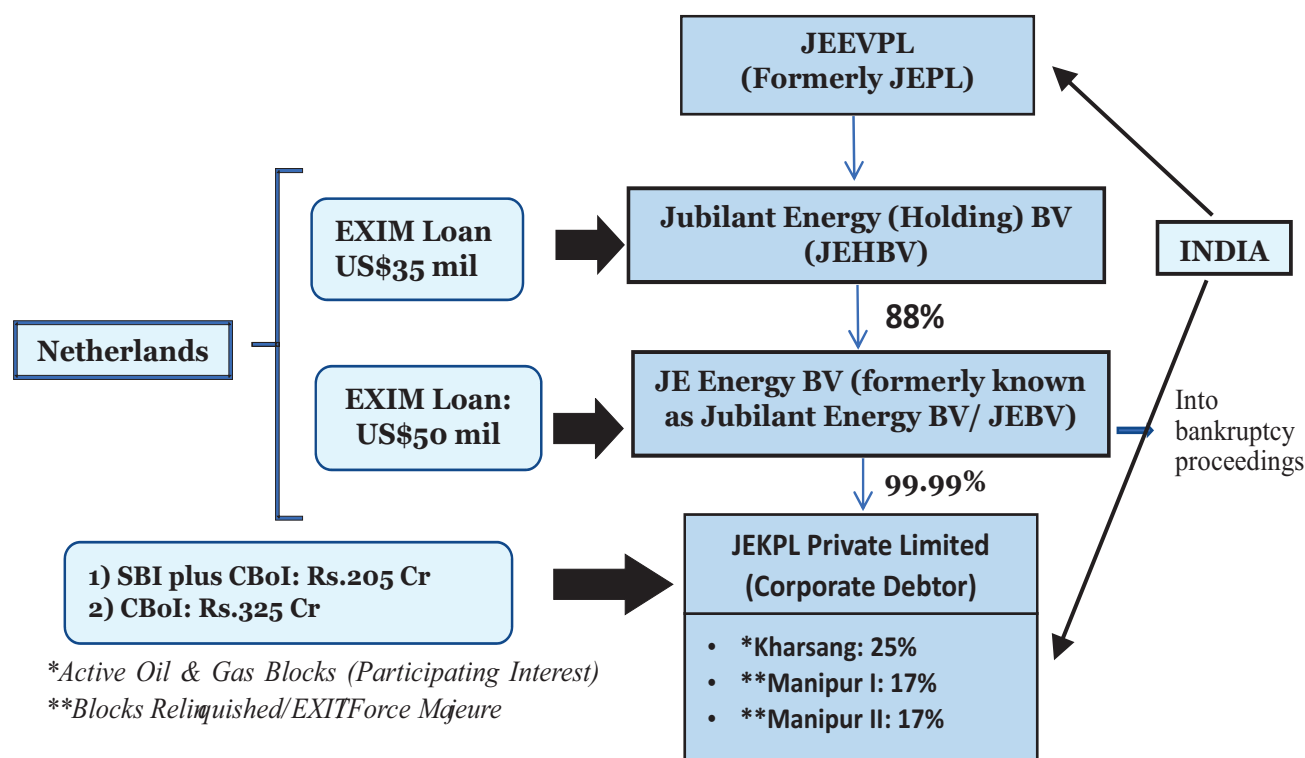 JEEVPL
(Formerly JEPL)
EXIM Loan
US$35 mil
Jubilant Energy (Holding) BV
(JEHBV)
INDIA
88%
Netherlands
EXIM Loan:
US$50 mil
JE Energy BV (formerly known
as Jubilant Energy BV/ JEBV)
Into
bankruptcy
proceedings
99.99%
1) SBI plus CBoI: Rs.205 Cr
2) CBoI: Rs.325 Cr
JEKPL Private Limited
(Corporate Debtor)
• *Kharsang: 25%
• **Manipur I: 17%
• **Manipur II: 17%
*Active Oil & Gas Blocks (Participating Interest)
**Blocks Relinquished/EXIT/Force Majeure